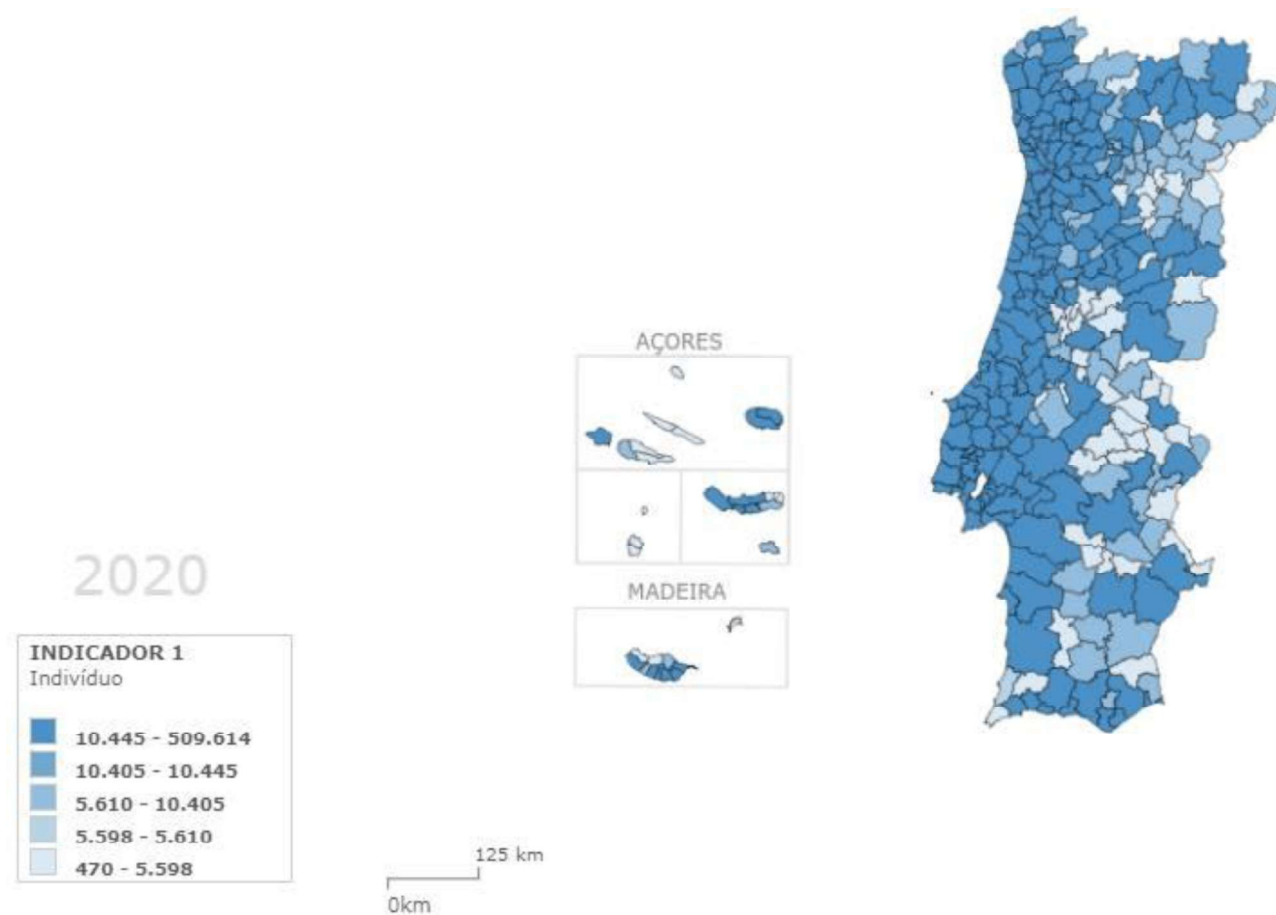 AÇORES
MADEIRA
2020
INDICADOR 1
Indivíduo
10.445 - 509.614
10.405 - 10.445
5.610 - 10.405
5.598 - 5.610
470 - 5.598
125 km
0km